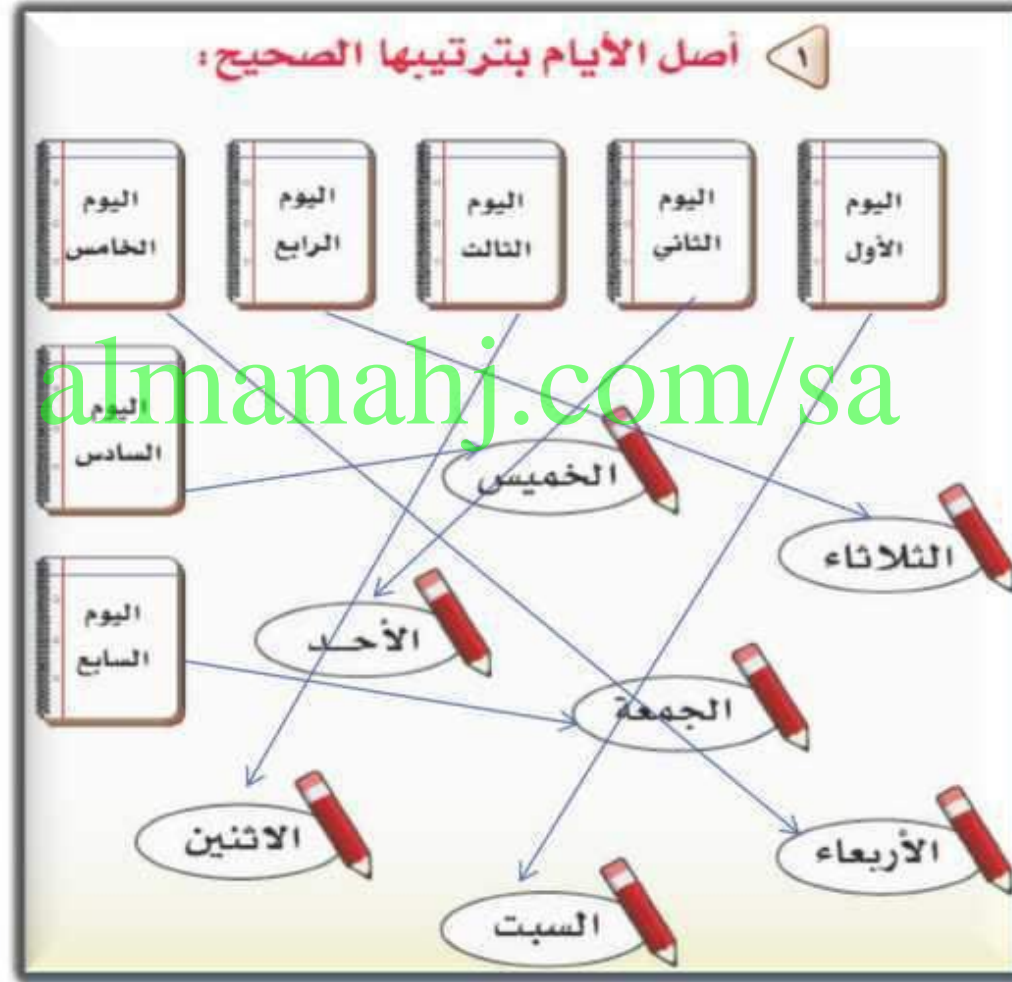 ١ أصل الأيام بترتيبها الصحيح:
اليوم
الأول
اليوم
الثاني
اليوم
الثالث
اليوم
الرابع
اليوم
الخامس
almanahj.com/sa
اليوم
السادس
الخميس
الثلاثاء
اليوم
السابع
الأحـد
الجمعة
الاثنين
الأربعاء
السبت